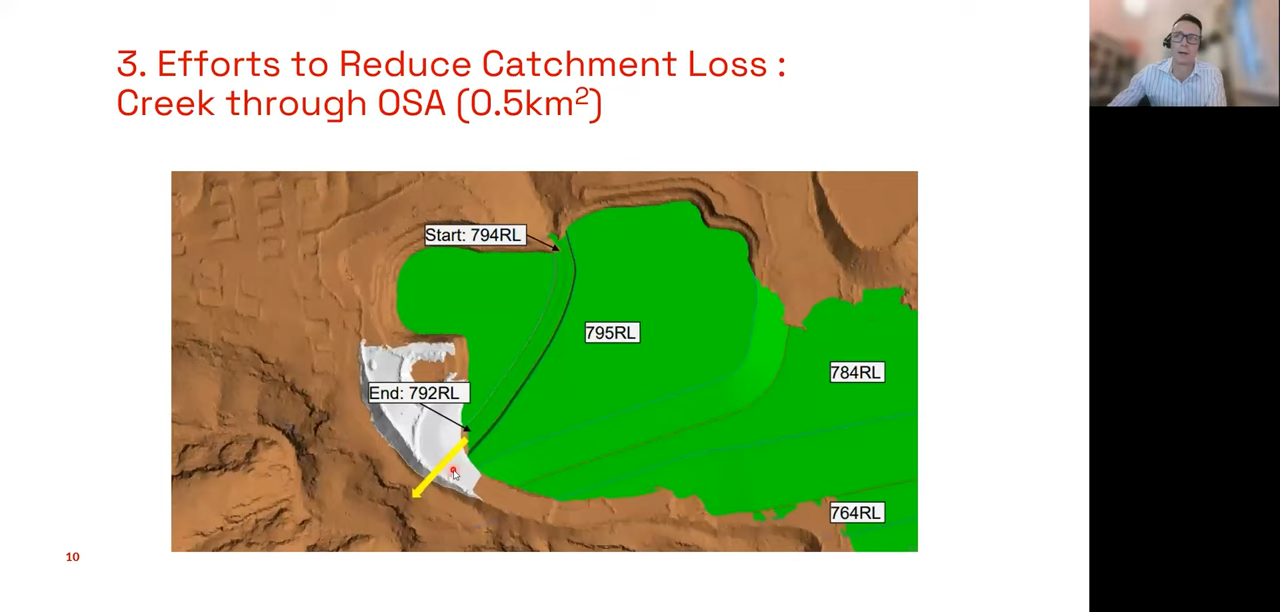 3. Efforts to Reduce Catchment Loss :
Creek through OSA (0.5km²)
Start: 794RL
795RL
784RL
End: 792RL
764RL
10